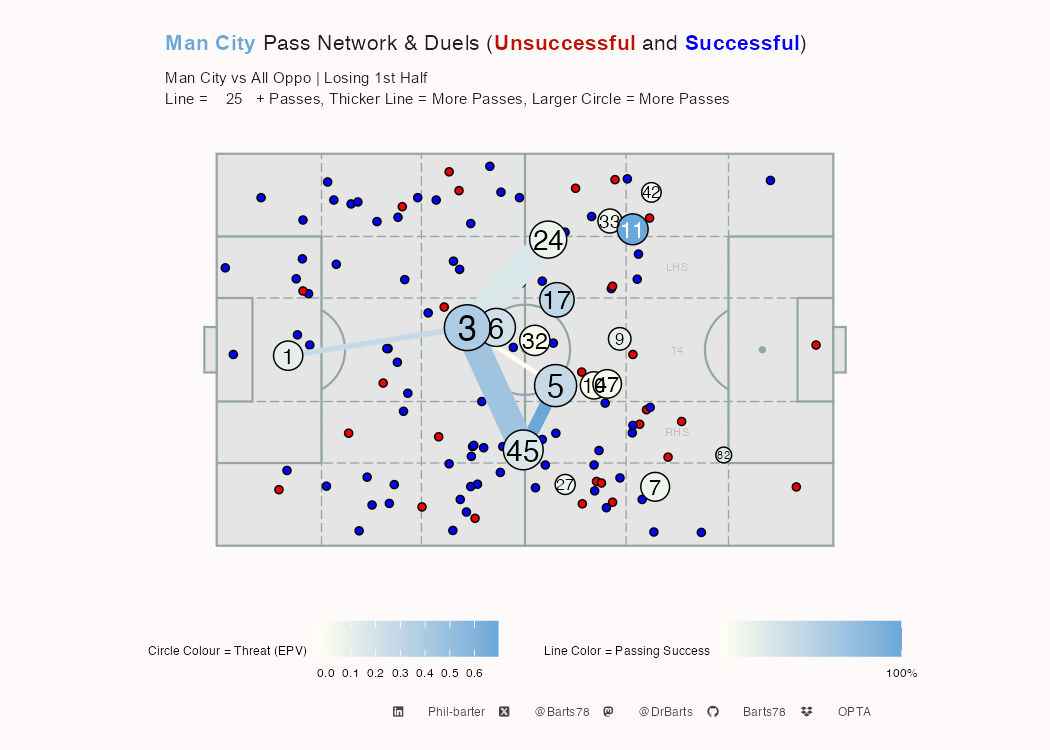 Man City Pass Network & Duels (Unsuccessful and Successful)
Man City vs All Oppo | Losing 1st Half
Line = 25 + Passes, Thicker Line = More Passes, Larger Circle = More Passes
42
33
11
24
LHS
17
3
6
32
9
14
1
5
47
45
RHS
82
27
7
Circle Colour = Threat (EPV)
0.0 0.1 0.2 0.3 0.4 0.5 0.6
Line Color = Passing Success
100%
Phil-barter @Barts78 @DrBarts Barts78 OPTA